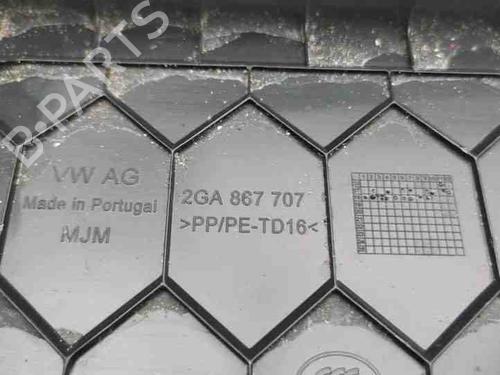 B-PARTS
VW AG
Made in Portugal
MJM
2GA 867 707
>PP/PE-TD16<